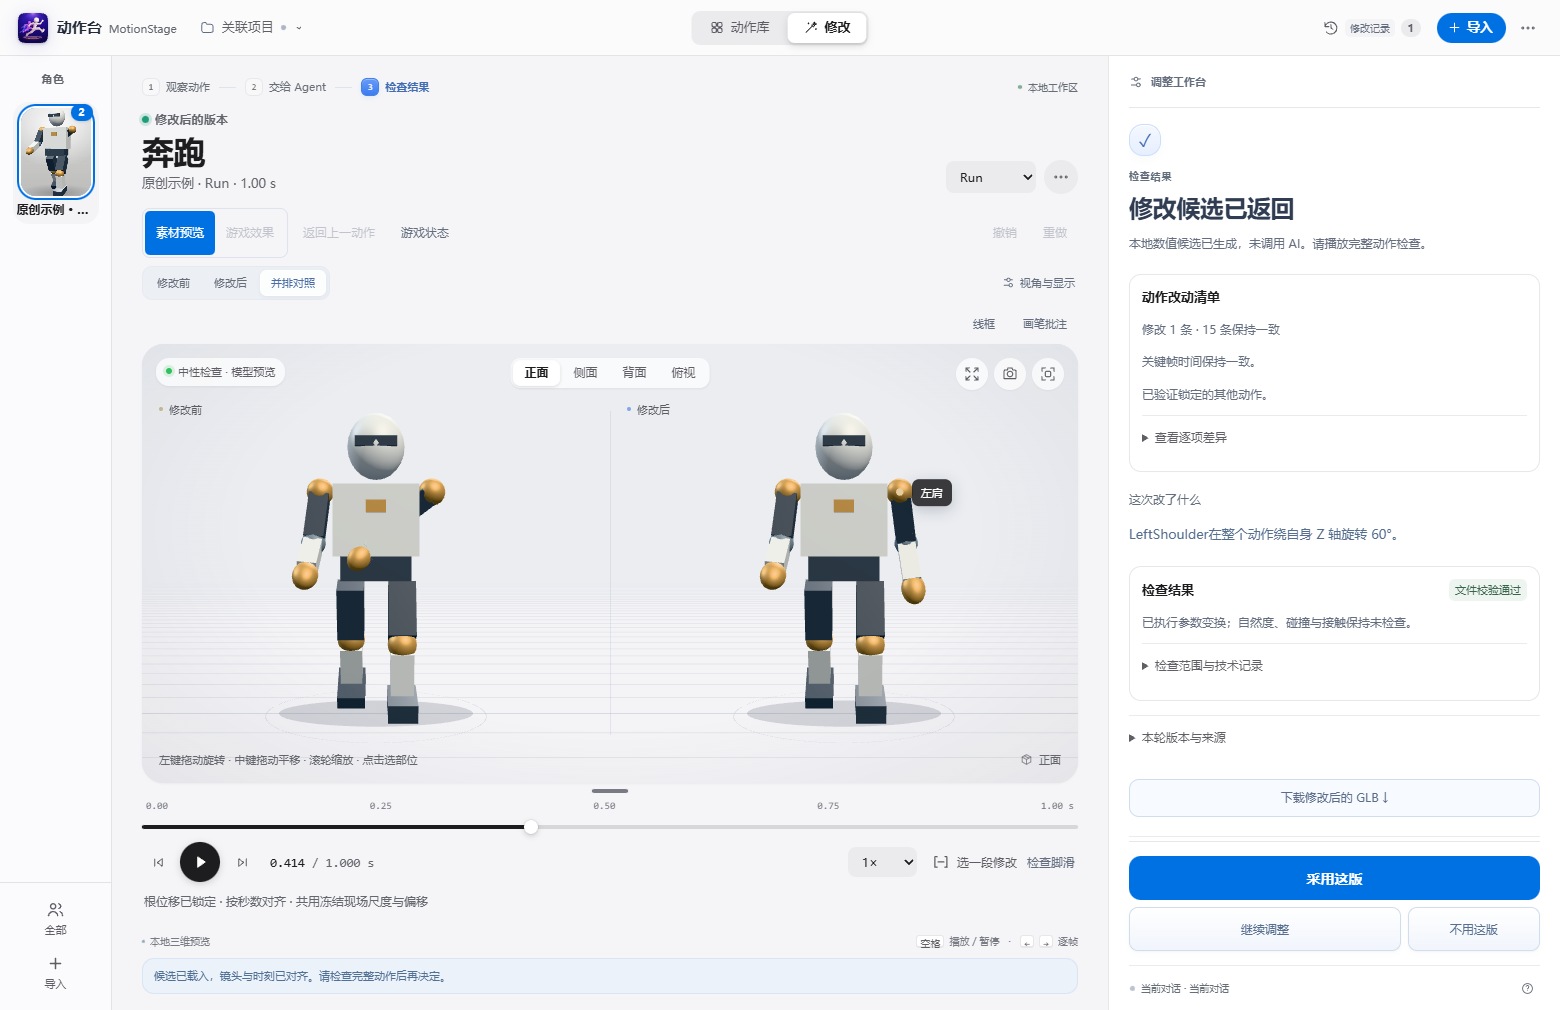 动作台 MotionStage
关联项目
动作库
修改
修改记录 1
+ 导入
角色
2
原创示例 • ...
全部
导入
1 观察动作
2 交给 Agent
3 检查结果
本地工作区
修改后的版本
奔跑
原创示例 · Run · 1.00 s
Run
素材预览
游戏效果
返回上一动作
游戏状态
撤销
重做
修改前
修改后
并排对照
视角与显示
线框
画笔批注
中性检查 · 模型预览
正面
侧面
背面
俯视
修改前
修改后
左肩
左键拖动旋转 · 中键拖动平移 · 滚轮缩放 · 点击选部位
正面
0.00 0.25 0.50 0.75 1.00 s
0.414 / 1.000 s
1×
选一段修改
检查脚滑
根位移已锁定 · 按秒数对齐 · 共用冻结现场尺度与偏移
本地三维预览
空格 播放 / 暂停 · ← → 逐帧
候选已载入，镜头与时刻已对齐。请检查完整动作后再决定。
调整工作台
检查结果
修改候选已返回
本地数值候选已生成，未调用 AI。请播放完整动作检查。
动作改动清单
修改 1 条 · 15 条保持一致
关键帧时间保持一致。
已验证锁定的其他动作。
查看逐项差异
这次改了什么
LeftShoulder在整个动作绕自身 Z 轴旋转 60°。
检查结果
文件校验通过
已执行参数变换；自然度、碰撞与接触保持未检查。
检查范围与技术记录
本轮版本与来源
下载修改后的 GLB ↓
采用这版
继续调整
不用这版
当前对话 · 当前对话